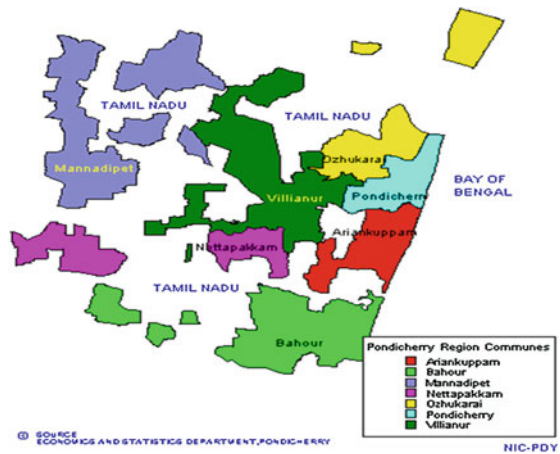 TAMIL NADU
TAMIL NADU
Ozhukarai
Mannadipet
BAY OF
BENGAL
Villianur
Pondicherry
Ariankuppam
Nettapakkam
TAMIL NADU
Bahour
Pondicherry Region Communes
Ariankuppam
Bahour
Mannadipet
Nettapakkam
Ozhukarai
Pondicherry
Villianur
© SOURCE
ECONOMICS AND STATISTICS DEPARTMENT,PONDICHERRY
NIC-PDY